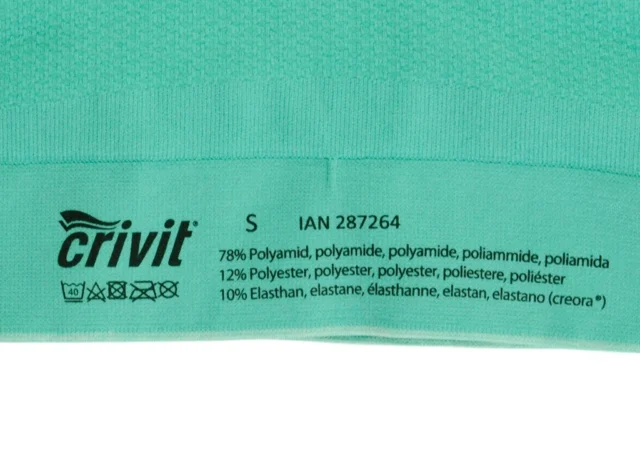 crivit®
S IAN 287264
78% Polyamid, polyamide, polyamide, poliammide, poliamida
12% Polyester, polyester, polyester, poliestere, poliéster
40
10% Elasthan, elastane, élasthanne, elastan, elastano (creora®)